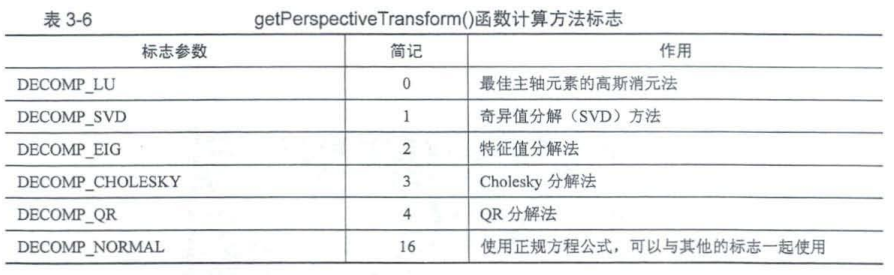 表 3-6 getPerspectiveTransform()函数计算方法标志
标志参数 简记 作用
DECOMP_LU 0 最佳主轴元素的高斯消元法
DECOMP_SVD 1 奇异值分解（SVD）方法
DECOMP_EIG 2 特征值分解法
DECOMP_CHOLESKY 3 Cholesky 分解法
DECOMP_QR 4 QR 分解法
DECOMP_NORMAL 16 使用正规方程公式，可以与其他的标志一起使用